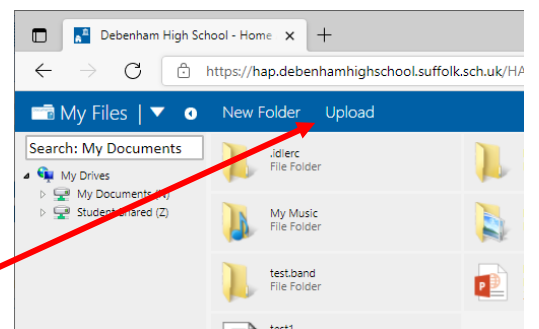 Debenham High School - Home
https://hap.debenhamhighschool.suffolk.sch.uk/HA
My Files
New Folder
Upload
Search: My Documents
My Drives
My Documents (N)
Student Shared (Z)
.idlerc
File Folder
My Music
File Folder
test.band
File Folder
test1